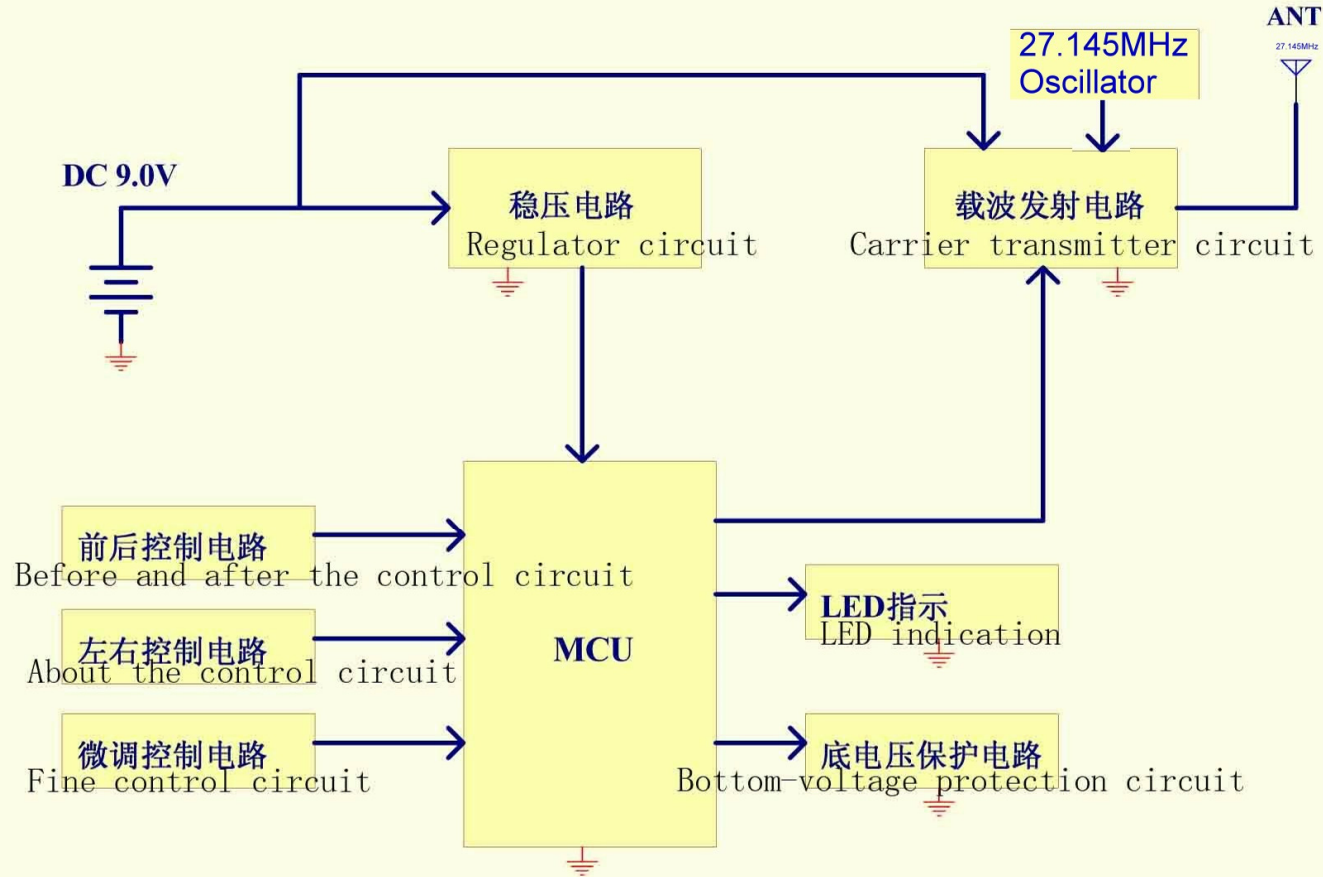 ANT
27.145MHz
27.145MHz
Oscillator
DC 9.0V
稳压电路
Regulator circuit
载波发射电路
Carrier transmitter circuit
前后控制电路
Before and after the control circuit
左右控制电路
About the control circuit
微调控制电路
Fine control circuit
MCU
LED指示
LED indication
底电压保护电路
Bottom-voltage protection circuit